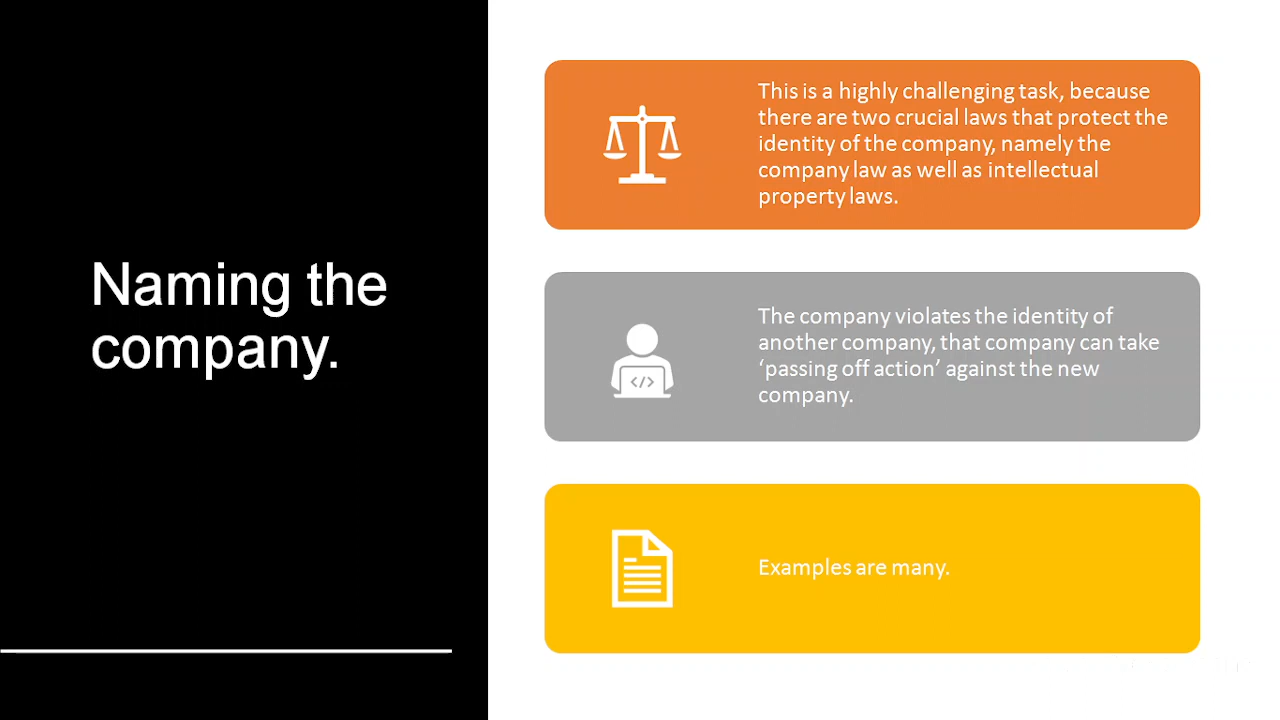 Naming the
company.
This is a highly challenging task, because
there are two crucial laws that protect the
identity of the company, namely the
company law as well as intellectual
property laws.
The company violates the identity of
another company, that company can take
‘passing off action’ against the new
company.
</>
Examples are many.